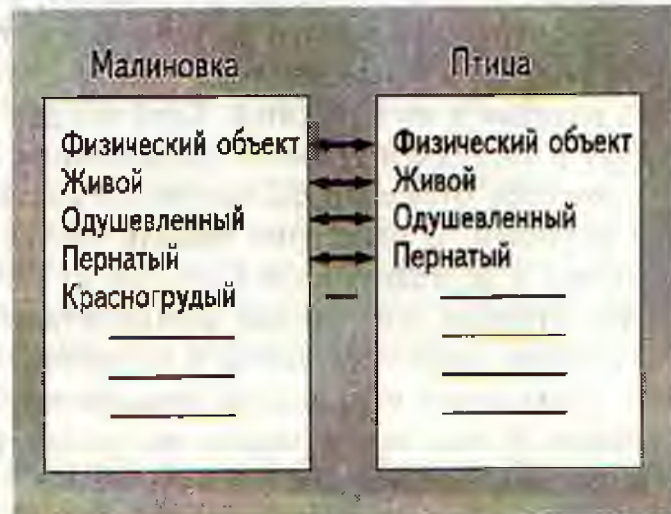 Малиновка
Физический объект
Живой
Одушевленный
Пернатый
Красногрудый
Птица
Физический объект
Живой
Одушевленный
Пернатый